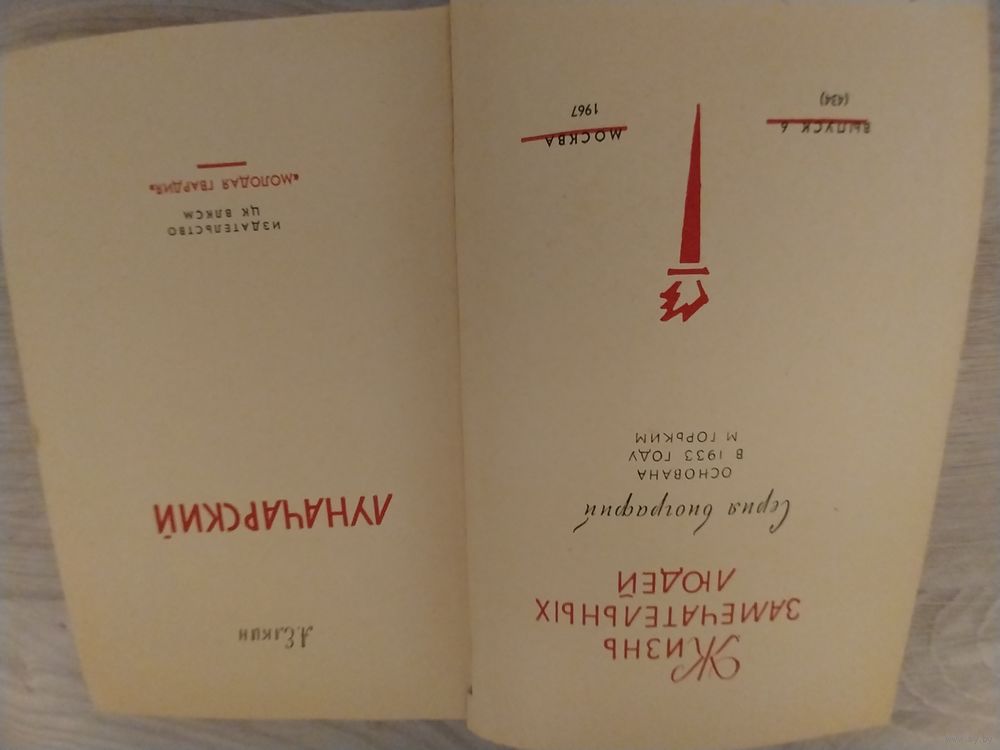 Жизнь
ЗАМЕЧАТЕЛЬНЫХ
ЛЮДЕЙ
Серия биографий
ОСНОВАНА
В 1933 ГОДУ
М ГОРЬКИМ
ВЫПУСК 6
(434)
МОСКВА
1967
А. Елкин
ЛУНАЧАРСКИЙ
ИЗДАТЕЛЬСТВО
ЦК ВЛКСМ
«МОЛОДАЯ ГВАРДИЯ»